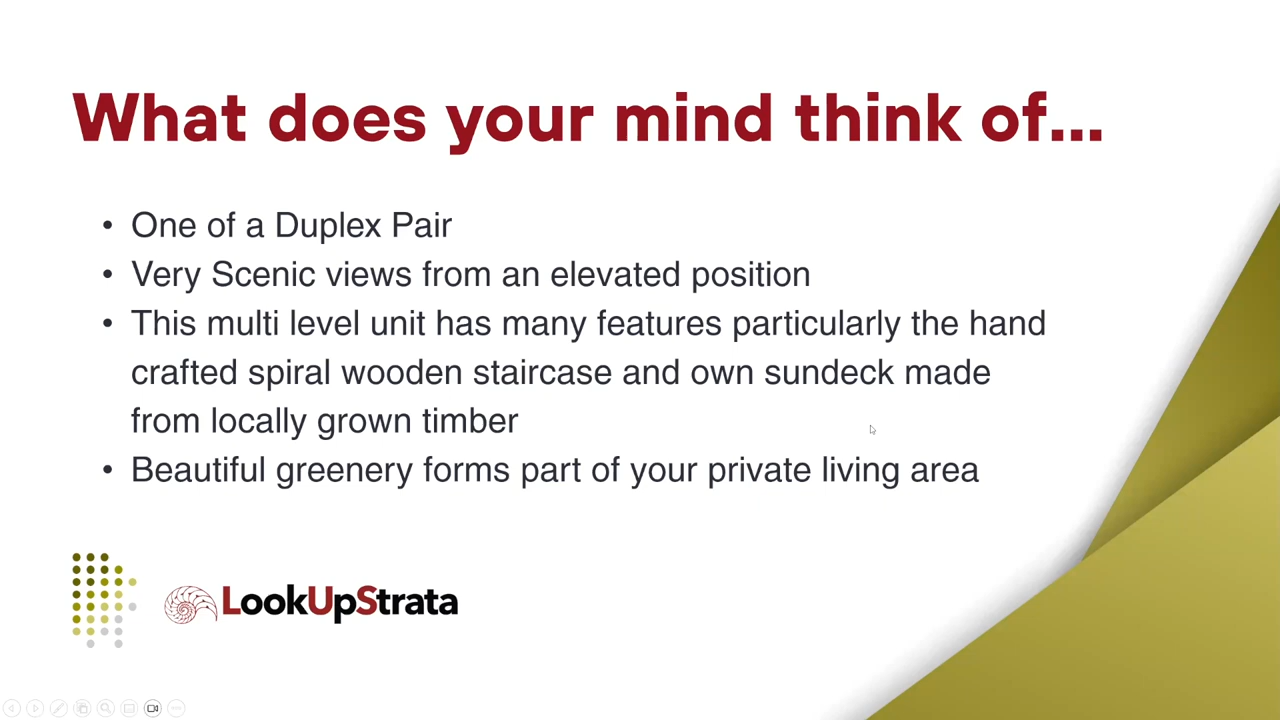 What does your mind think of...
• One of a Duplex Pair
• Very Scenic views from an elevated position
• This multi level unit has many features particularly the hand
crafted spiral wooden staircase and own sundeck made
from locally grown timber
• Beautiful greenery forms part of your private living area
LookUpStrata